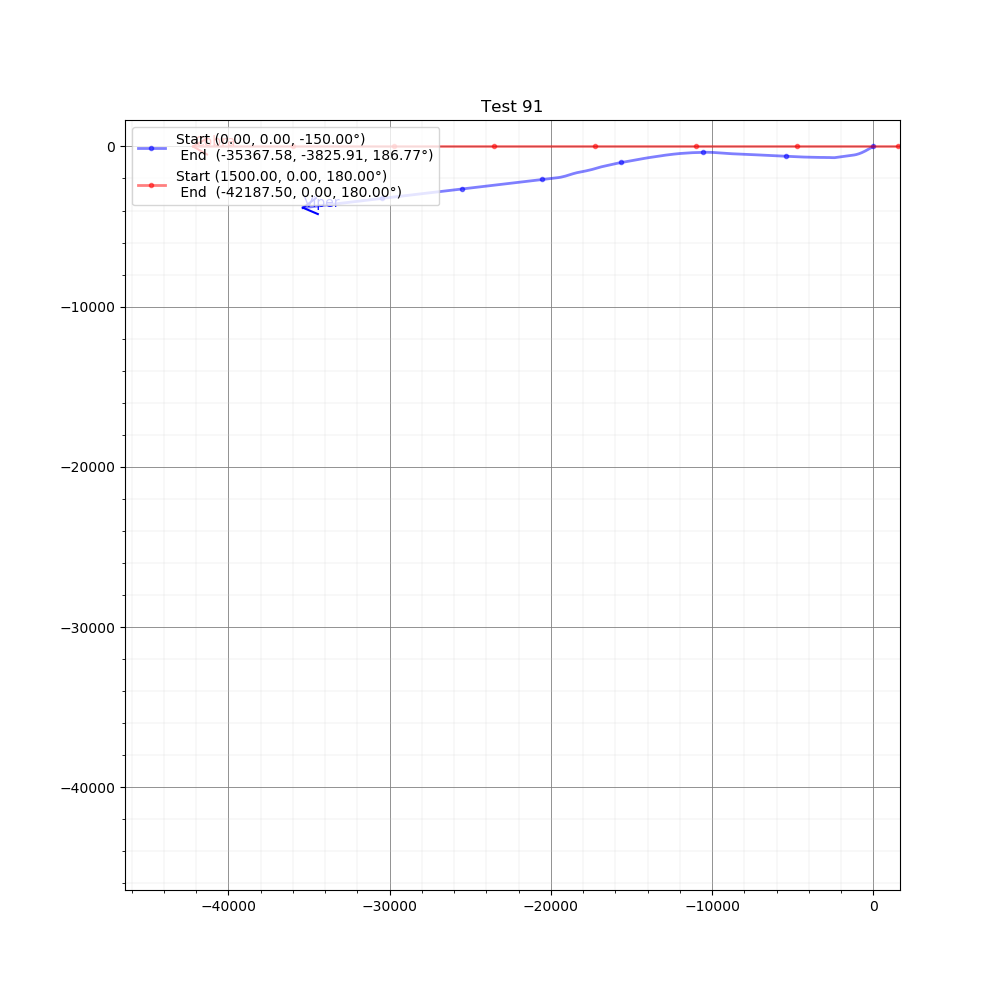 Test 91
Start (0.00, 0.00, -150.00°)
End (-35367.58, -3825.91, 186.77°)
Start (1500.00, 0.00, 180.00°)
End (-42187.50, 0.00, 180.00°)
viper
0
−10000
−20000
−30000
−40000
−40000 −30000 −20000 −10000 0